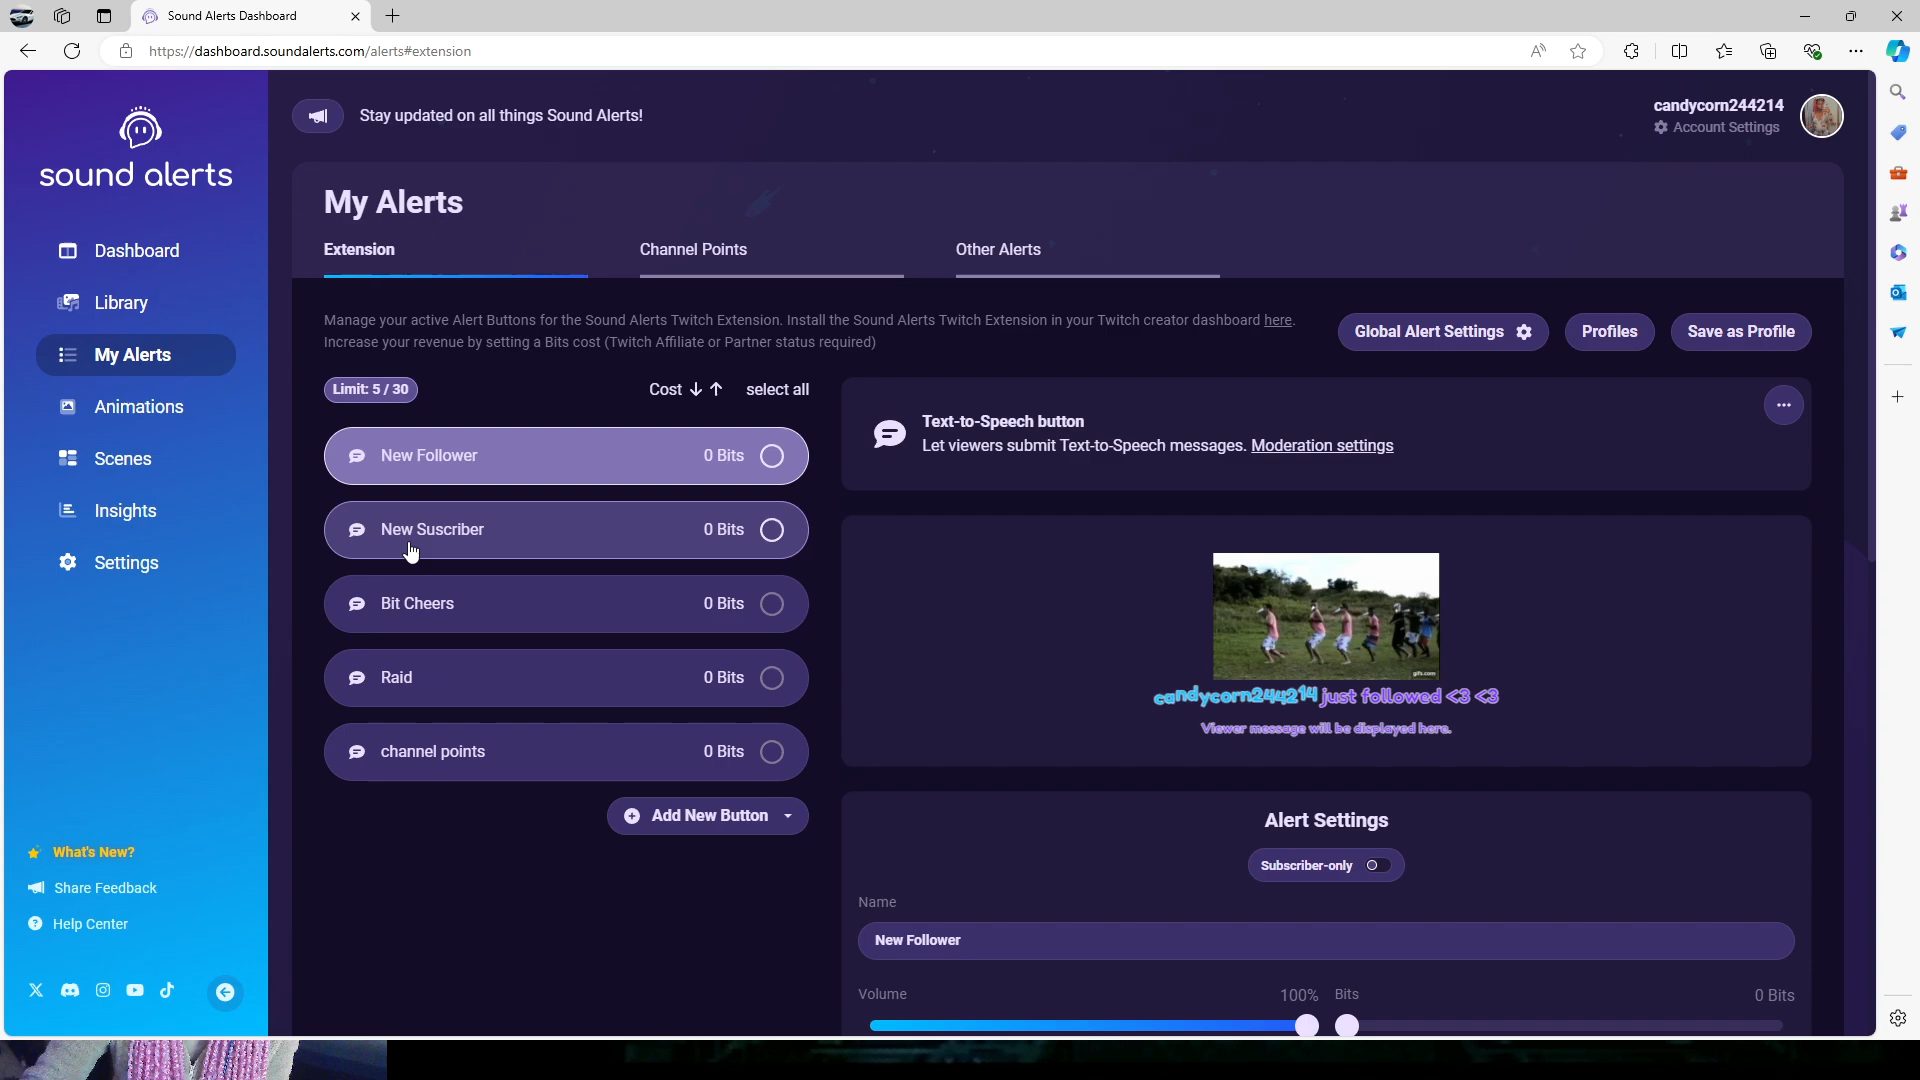 Sound Alerts Dashboard
https://dashboard.soundalerts.com/alerts#extension
sound alerts
Dashboard
Library
My Alerts
Animations
Scenes
Insights
Settings
What's New?
Share Feedback
Help Center
Stay updated on all things Sound Alerts!
candycorn244214
Account Settings
My Alerts
Extension
Channel Points
Other Alerts
Manage your active Alert Buttons for the Sound Alerts Twitch Extension. Install the Sound Alerts Twitch Extension in your Twitch creator dashboard here.
Increase your revenue by setting a Bits cost (Twitch Affiliate or Partner status required)
Global Alert Settings
Profiles
Save as Profile
Limit: 5 / 30
Cost
select all
New Follower 0 Bits
New Suscriber 0 Bits
Bit Cheers 0 Bits
Raid 0 Bits
channel points 0 Bits
Add New Button
Text-to-Speech button
Let viewers submit Text-to-Speech messages. Moderation settings
gifs.com
candycorn244214 just followed <3 <3
Viewer message will be displayed here.
Alert Settings
Subscriber-only
Name
New Follower
Volume 100%
Bits 0 Bits